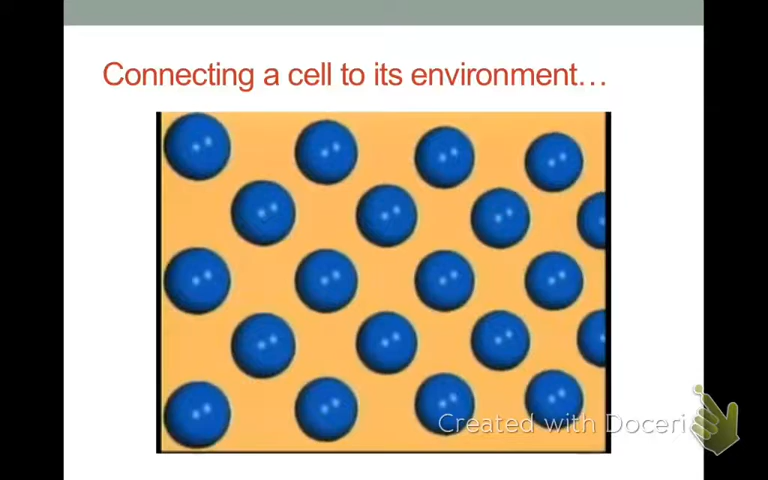 Connecting a cell to its environment…
Created with Doceri